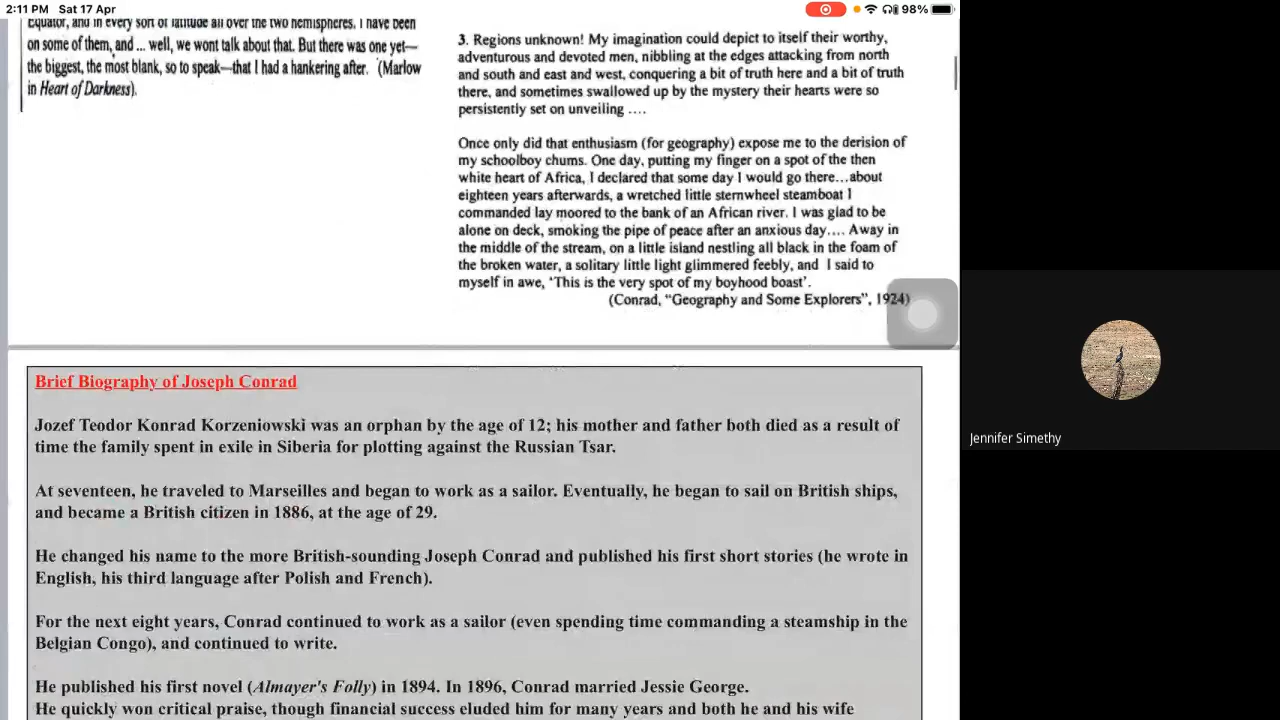 2:11 PM Sat 17 Apr
98%
Equator, and in every sort of latitude all over the two hemispheres. I have been
on some of them, and ... well, we wont talk about that. But there was one yet—
the biggest, the most blank, so to speak—that I had a hankering after. (Marlow
in Heart of Darkness).
3. Regions unknown! My imagination could depict to itself their worthy,
adventurous and devoted men, nibbling at the edges attacking from north
and south and east and west, conquering a bit of truth here and a bit of truth
there, and sometimes swallowed up by the mystery their hearts were so
persistently set on unveiling ....
Once only did that enthusiasm (for geography) expose me to the derision of
my schoolboy chums. One day, putting my finger on a spot of the then
white heart of Africa, I declared that some day I would go there...about
eighteen years afterwards, a wretched little sternwheel steamboat I
commanded lay moored to the bank of an African river. I was glad to be
alone on deck, smoking the pipe of peace after an anxious day.... Away in
the middle of the stream, on a little island nestling all black in the foam of
the broken water, a solitary little light glimmered feebly, and I said to
myself in awe, 'This is the very spot of my boyhood boast'.
(Conrad, "Geography and Some Explorers", 1924)
Brief Biography of Joseph Conrad
Jozef Teodor Konrad Korzeniowski was an orphan by the age of 12; his mother and father both died as a result of
time the family spent in exile in Siberia for plotting against the Russian Tsar.
At seventeen, he traveled to Marseilles and began to work as a sailor. Eventually, he began to sail on British ships,
and became a British citizen in 1886, at the age of 29.
He changed his name to the more British-sounding Joseph Conrad and published his first short stories (he wrote in
English, his third language after Polish and French).
For the next eight years, Conrad continued to work as a sailor (even spending time commanding a steamship in the
Belgian Congo), and continued to write.
He published his first novel (Almayer's Folly) in 1894. In 1896, Conrad married Jessie George.
He quickly won critical praise, though financial success eluded him for many years and both he and his wife
Jennifer Simethy